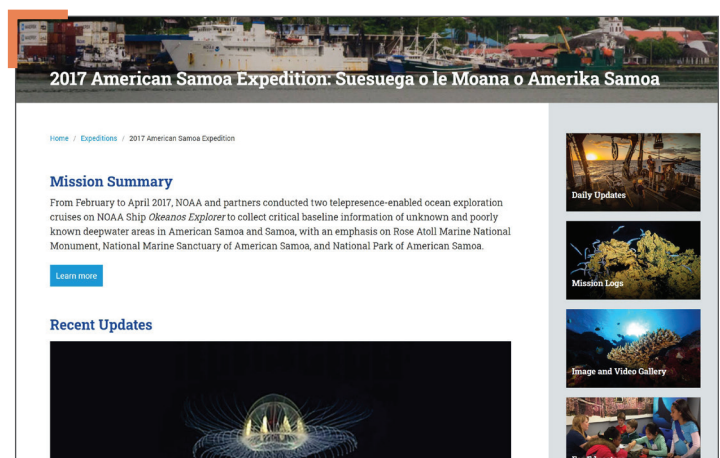 2017 American Samoa Expedition: Suesuega o le Moana o Amerika Samoa
Home / Expeditions / 2017 American Samoa Expedition
Mission Summary
From February to April 2017, NOAA and partners conducted two telepresence-enabled ocean exploration
cruises on NOAA Ship Okeanos Explorer to collect critical baseline information of unknown and poorly
known deepwater areas in American Samoa and Samoa, with an emphasis on Rose Atoll Marine National
Monument, National Marine Sanctuary of American Samoa, and National Park of American Samoa.
Learn more
Recent Updates
Daily Updates
Mission Logs
Image and Video Gallery